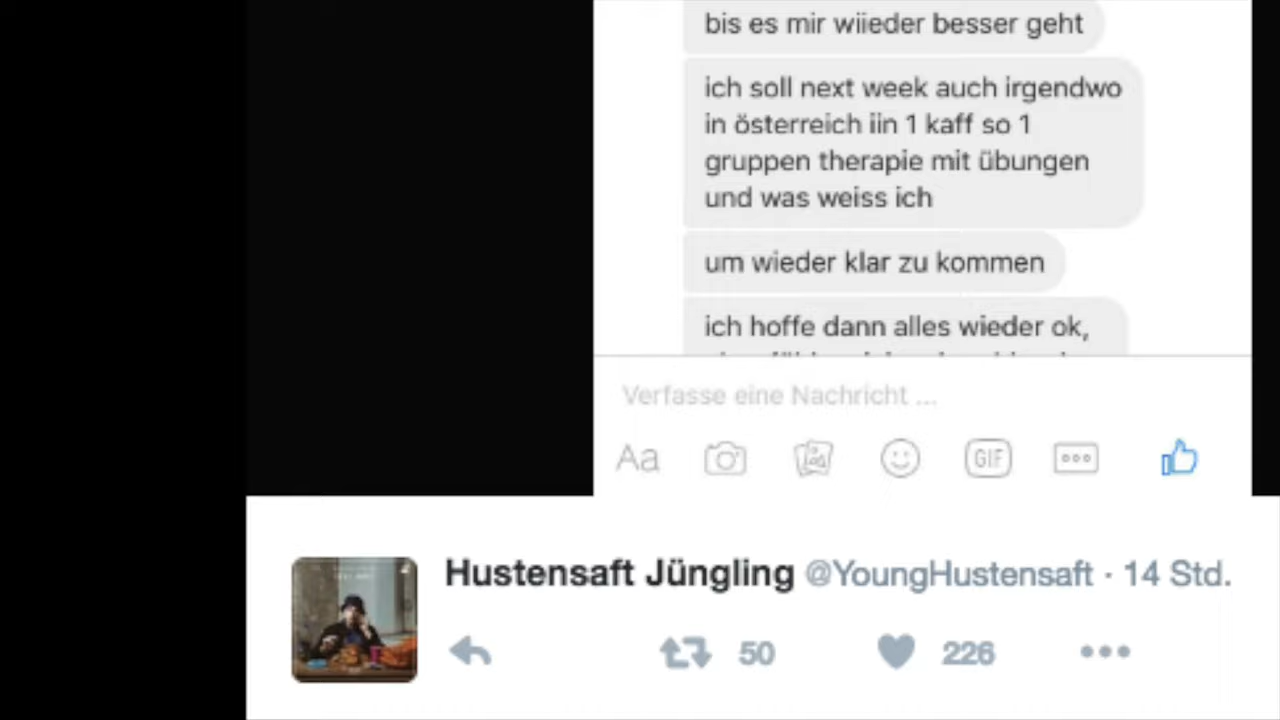 bis es mir wiieder besser geht
ich soll next week auch irgendwo
in österreich iin 1 kaff so 1
gruppen therapie mit übungen
und was weiss ich
um wieder klar zu kommen
ich hoffe dann alles wieder ok,
Verfasse eine Nachricht ...
Aa
GIF
Hustensaft Jüngling @YoungHustensaft · 14 Std.
50 226